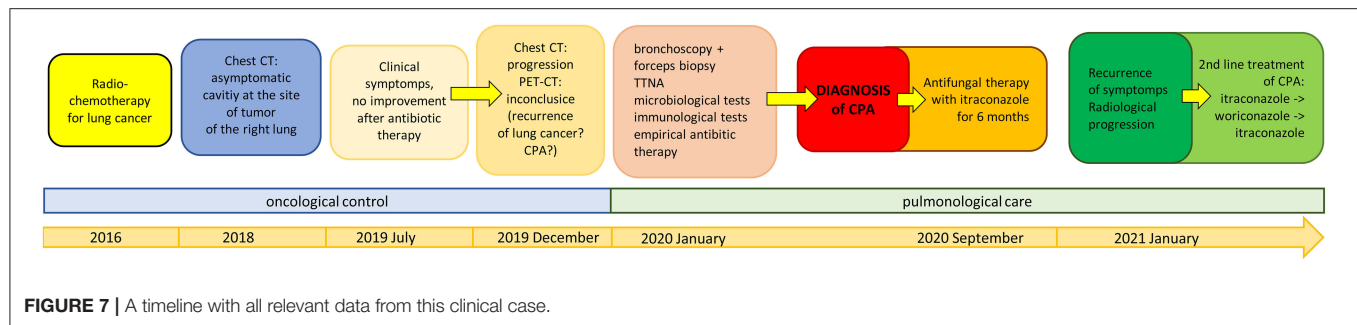 Radio-
chemotherapy
for lung cancer
Chest CT:
asymptomatic
cavitiy at the site
of tumor
of the right lung
Clinical
symptomps,
no improvement
after antibiotic
therapy
Chest CT:
progression
PET-CT:
inconclusice
(recurrence
of lung cancer?
CPA?)
bronchoscopy +
forceps biopsy
TTNA
microbiological tests
immunological tests
empirical antibitic
therapy
DIAGNOSIS
of CPA
Antifungal therapy
with itraconazole
for 6 months
Recurrence
of symptomps
Radiological
progression
2nd line treatment
of CPA:
itraconazole ->
woriconazole ->
itraconazole
oncological control
pulmonological care
2016
2018
2019 July
2019 December
2020 January
2020 September
2021 January
FIGURE 7 | A timeline with all relevant data from this clinical case.